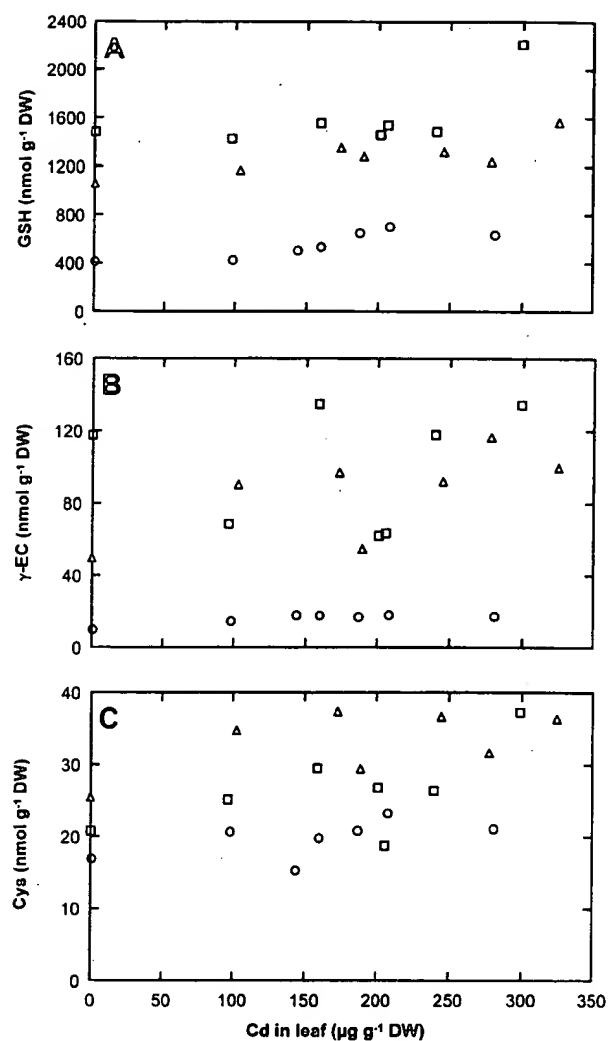 A
2400
2000
1600
1200
800
400
0
GSH (nmol g⁻¹ DW)
B
160
120
80
40
0
γ-EC (nmol g⁻¹ DW)
C
40
30
20
10
0
Cys (nmol g⁻¹ DW)
0 50 100 150 200 250 300 350
Cd in leaf (µg g⁻¹ DW)